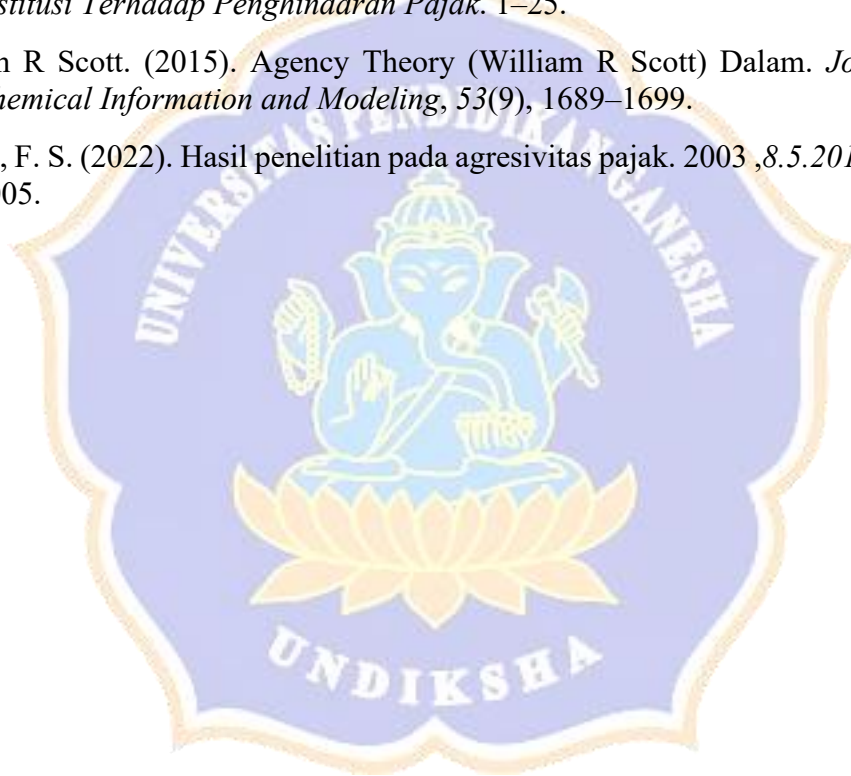 stitusi Terhadap Penghindaran Pajak. 1–25.
n R Scott. (2015). Agency Theory (William R Scott) Dalam. Jo
hemical Information and Modeling, 53(9), 1689–1699.
, F. S. (2022). Hasil penelitian pada agresivitas pajak. 2003 ,8.5.201
05.
UNIVERSITAS PENDIDIKAN GANESHA
UNDIKSHA